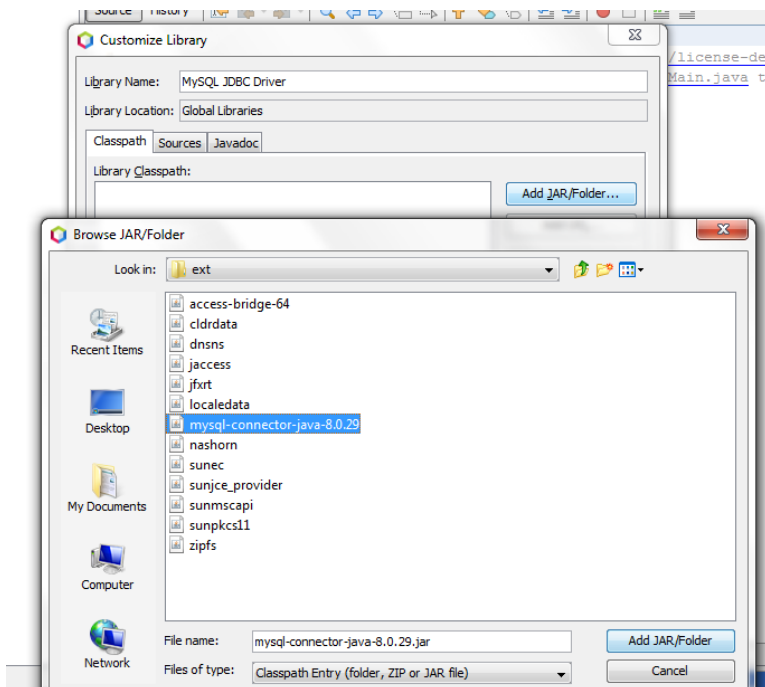 Source History
Customize Library
/license-de
Main.java t
Library Name: MySQL JDBC Driver
Library Location: Global Libraries
Classpath Sources Javadoc
Library Classpath:
Add JAR/Folder...
Browse JAR/Folder
Look in: ext
access-bridge-64
cldrdata
dnsns
jaccess
jfxrt
localedata
mysql-connector-java-8.0.29
nashorn
sunec
sunjce_provider
sunmscapi
sunpkcs11
zipfs
Recent Items
Desktop
My Documents
Computer
Network
File name: mysql-connector-java-8.0.29.jar Add JAR/Folder
Files of type: Classpath Entry (folder, ZIP or JAR file) Cancel